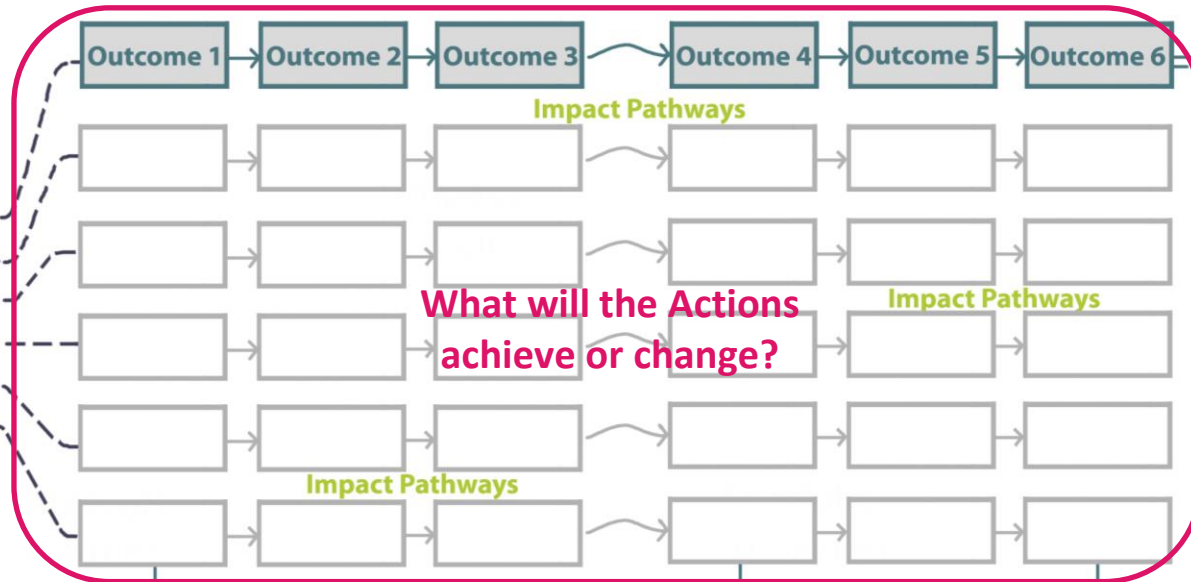 Outcome 1 Outcome 2 Outcome 3 Outcome 4 Outcome 5 Outcome 6
Impact Pathways
What will the Actions
achieve or change?
Impact Pathways
Impact Pathways